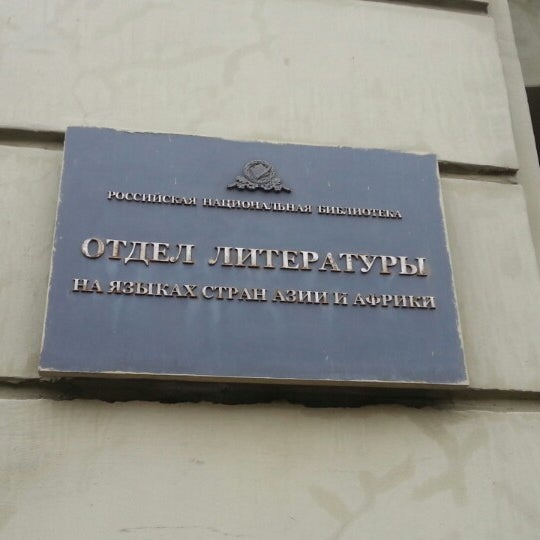 РОССИЙСКАЯ НАЦИОНАЛЬНАЯ БИБЛИОТЕКА
ОТДЕЛ ЛИТЕРАТУРЫ
НА ЯЗЫКАХ СТРАН АЗИИ И АФРИКИ